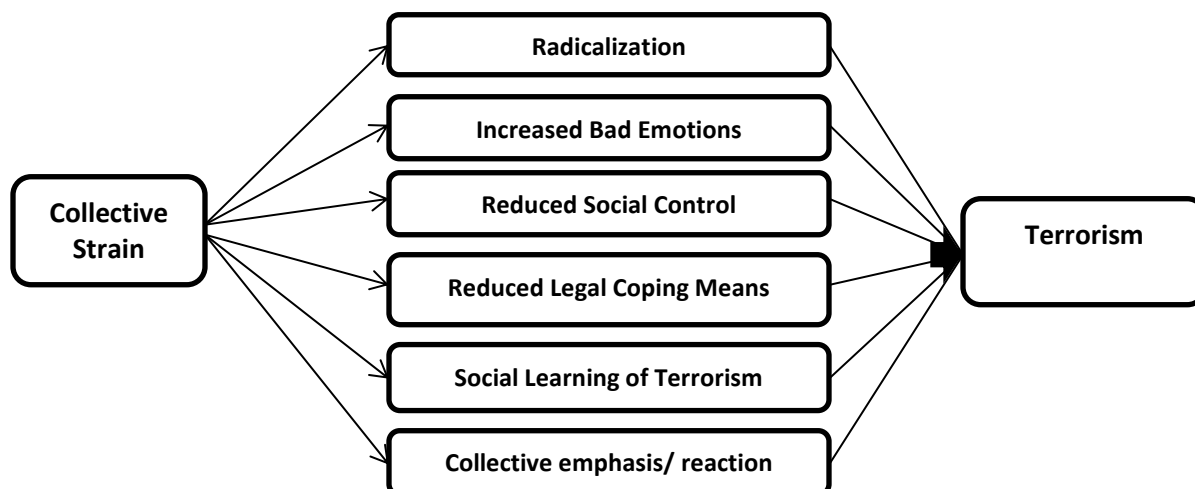 Radicalization
Increased Bad Emotions
Collective
Strain
Reduced Social Control
Terrorism
Reduced Legal Coping Means
Social Learning of Terrorism
Collective emphasis/ reaction